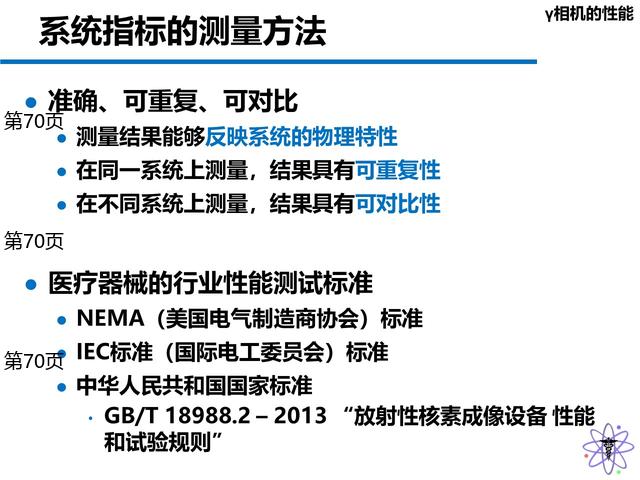 γ相机的性能
系统指标的测量方法
准确、可重复、可对比
第70页
测量结果能够反映系统的物理特性
在同一系统上测量，结果具有可重复性
在不同系统上测量，结果具有可对比性
第70页
医疗器械的行业性能测试标准
NEMA（美国电气制造商协会）标准
IEC标准（国际电工委员会）标准
第70页
中华人民共和国国家标准
GB/T 18988.2 – 2013 “放射性核素成像设备 性能
和试验规则”